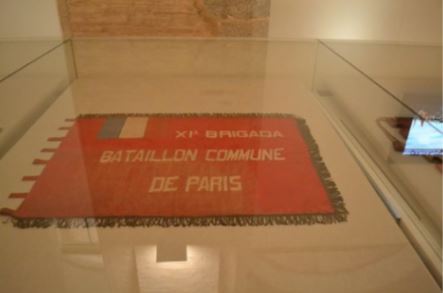 XIª BRIGADA
BATAILLON COMMUNE
DE PARIS